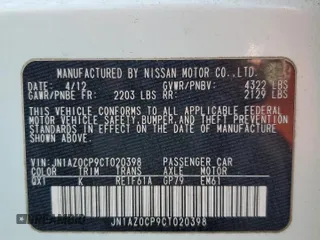 MANUFACTURED BY NISSAN MOTOR CO.,LTD.
4/12 GVWR/PNBV: 4322 LBS
GAWR/PNBE FR: 2203 LBS RR: 2129 LBS
THIS VEHICLE CONFORMS TO ALL APPLICABLE FEDERAL
MOTOR VEHICLE SAFETY,BUMPER,AND THEFT
PREVENTION STANDARDS IN EFFECT ON THE DATE OF
MANUFACTURE SHOWN ABOVE.
VIN:JN1AZ0CP9CT020398 PASSENGER CAR
COLOR TRIM TRANS AXLE MOTOR
QX1 K RE1F61A GP79 EM61
JN1AZ0CP9CT020398